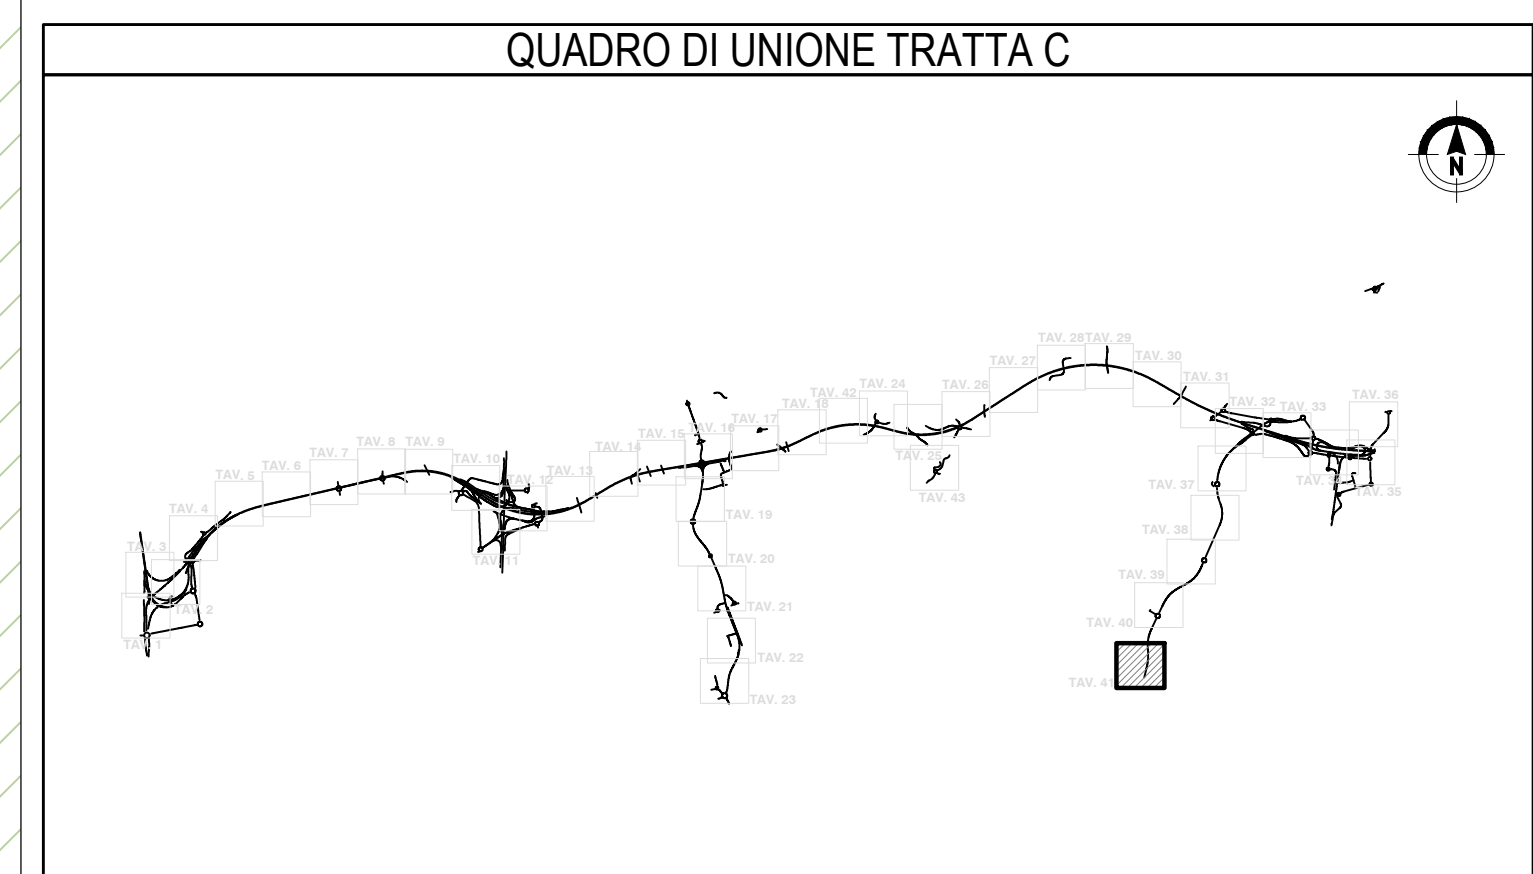 QUADRO DI UNIONE TRATTA C
N
TAV. 28
TAV. 29
TAV. 27
TAV. 30
TAV. 31
TAV. 26
TAV. 24
TAV. 42
TAV. 18
TAV. 17
TAV. 16
TAV. 15
TAV. 14
TAV. 13
TAV. 12
TAV. 10
TAV. 9
TAV. 8
TAV. 7
TAV. 6
TAV. 5
TAV. 4
TAV. 3
TAV. 2
TAV. 1
TAV. 11
TAV. 25
TAV. 43
TAV. 32
TAV. 33
TAV. 36
TAV. 35
TAV. 37
TAV. 38
TAV. 39
TAV. 40
TAV. 41
TAV. 19
TAV. 20
TAV. 21
TAV. 22
TAV. 23